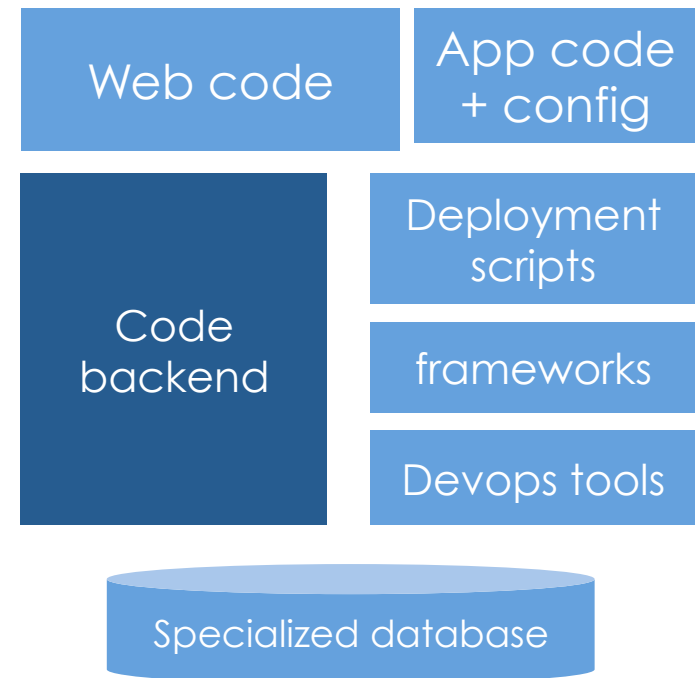 Web code
App code
+ config
Code
backend
Deployment
scripts
frameworks
Devops tools
Specialized database